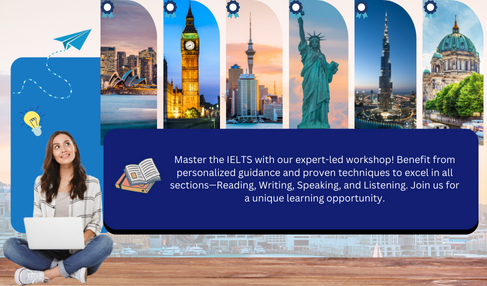 Master the IELTS with our expert-led workshop! Benefit from
personalized guidance and proven techniques to excel in all
sections—Reading, Writing, Speaking, and Listening. Join us for
a unique learning opportunity.